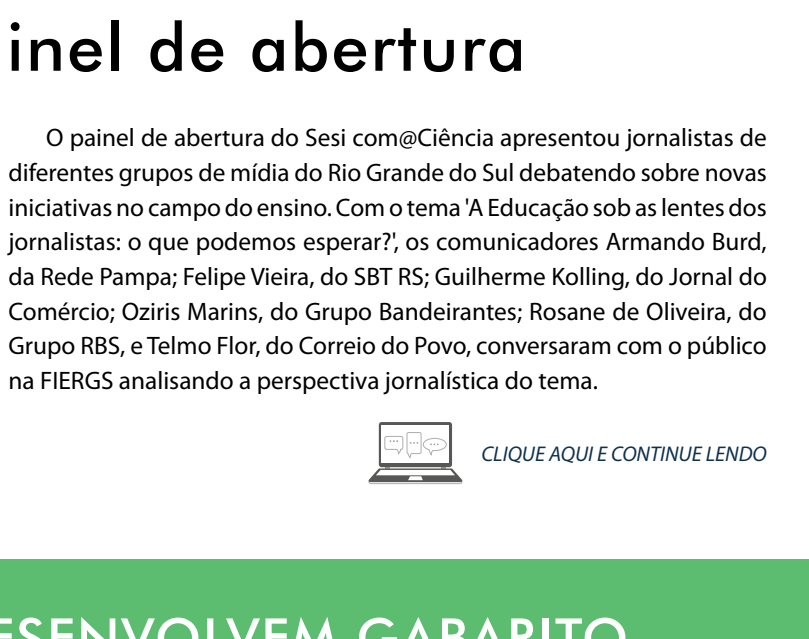 inel de abertura
O painel de abertura do Sesi com@Ciência apresentou jornalistas de
diferentes grupos de mídia do Rio Grande do Sul debatendo sobre novas
iniciativas no campo do ensino. Com o tema 'A Educação sob as lentes dos
jornalistas: o que podemos esperar?', os comunicadores Armando Burd,
da Rede Pampa; Felipe Vieira, do SBT RS; Guilherme Kolling, do Jornal do
Comércio; Oziris Marins, do Grupo Bandeirantes; Rosane de Oliveira, do
Grupo RBS, e Telmo Flor, do Correio do Povo, conversaram com o público
na FIERGS analisando a perspectiva jornalística do tema.
CLIQUE AQUI E CONTINUE LENDO
ESENVOLVEM GABARITO